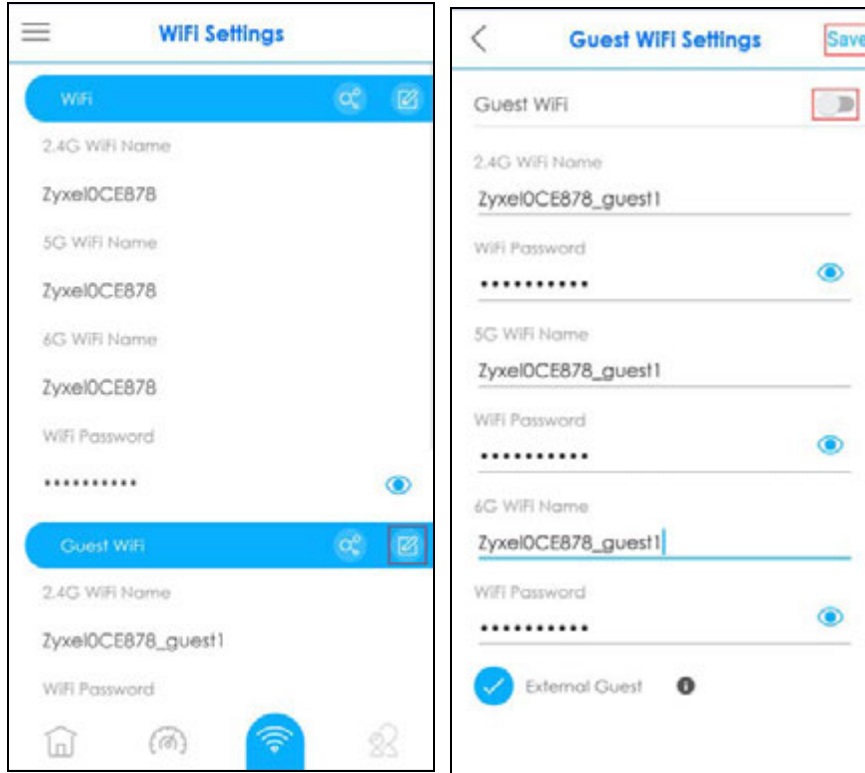 WiFi Settings
WiFi
2.4G WiFi Name
Zyxel0CE878
5G WiFi Name
Zyxel0CE878
6G WiFi Name
Zyxel0CE878
WiFi Password
••••••••••
Guest WiFi
2.4G WiFi Name
Zyxel0CE878_guest1
WiFi Password
Guest WiFi Settings
Save
Guest WiFi
2.4G WiFi Name
Zyxel0CE878_guest1
WiFi Password
••••••••••
5G WiFi Name
Zyxel0CE878_guest1
WiFi Password
••••••••••
6G WiFi Name
Zyxel0CE878_guest1
WiFi Password
••••••••••
External Guest